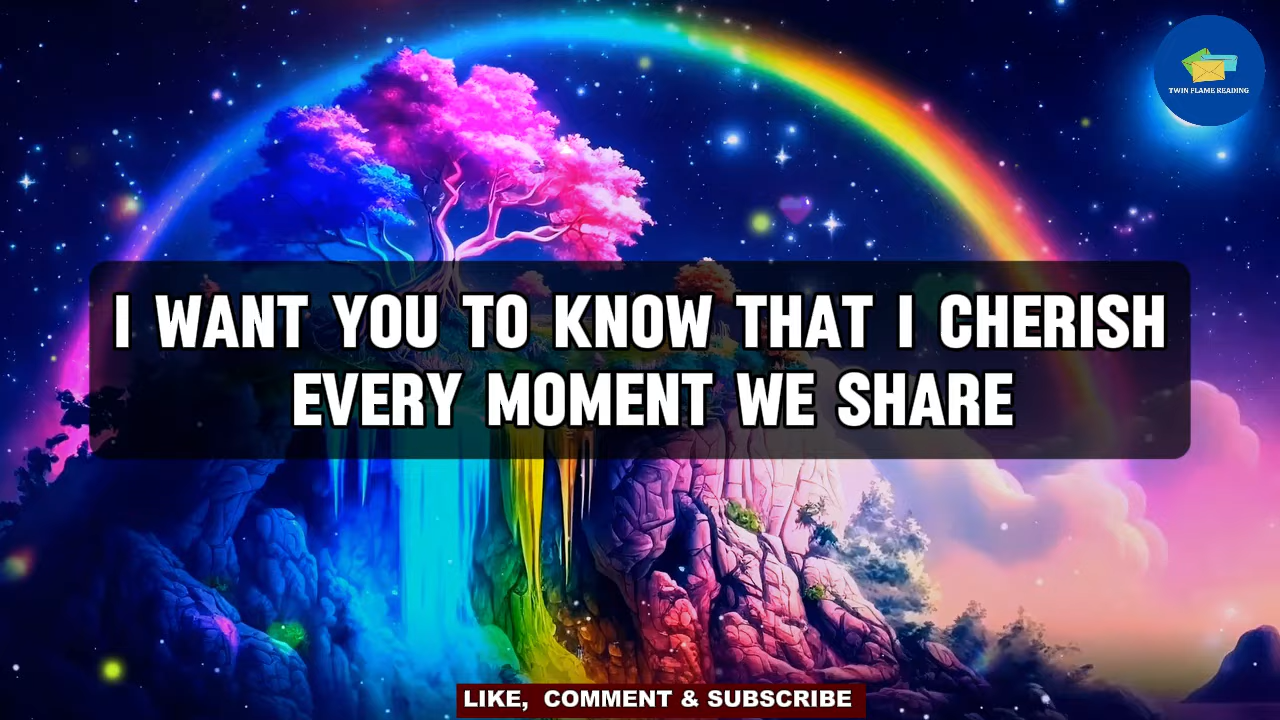 TWIN FLAME READING
I WANT YOU TO KNOW THAT I CHERISH
EVERY MOMENT WE SHARE
LIKE, COMMENT & SUBSCRIBE